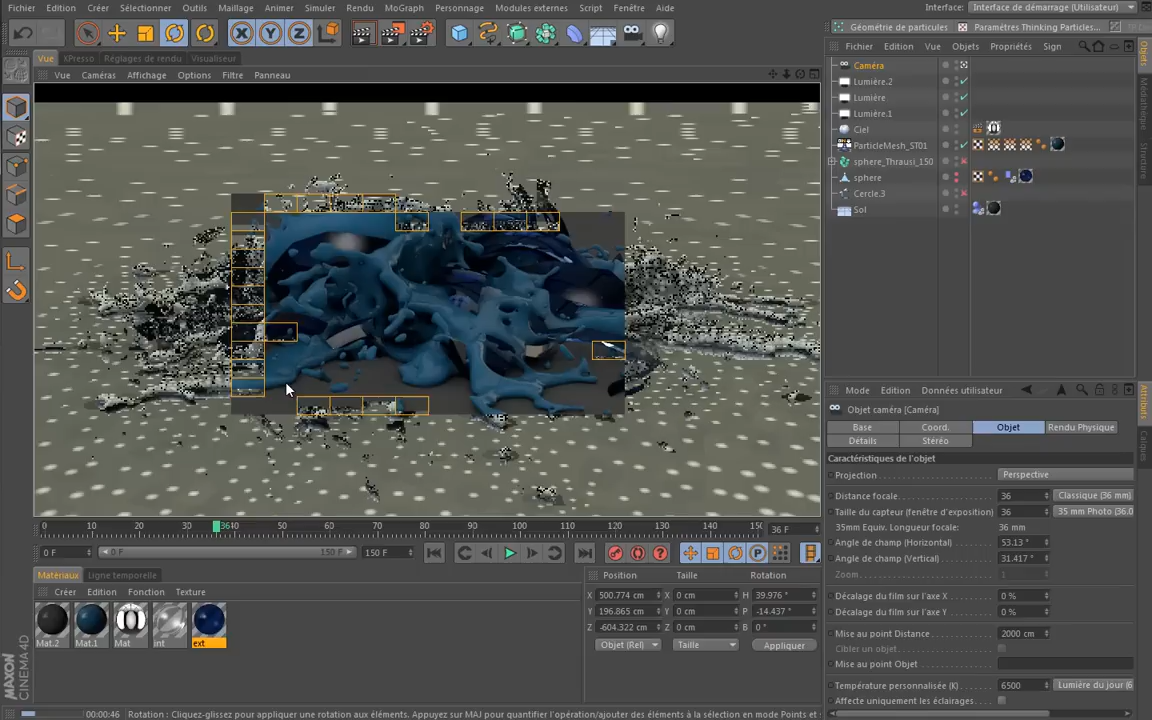 Fichier Edition Créer Sélectionner Outils Maillage Animer Simuler Rendu MoGraph Personnage Modules externes Script Fenêtre Aide
Interface: Interface de démarrage (Utilisateur)
Géométrie de particules Paramètres Thinking Particles...
Vue XPresso Réglages de rendu Visualiseur
Vue Caméras Affichage Options Filtre Panneau
Fichier Edition Vue Objets Propriétés Sign
Caméra
Lumière.2
Lumière
Lumière.1
Ciel
ParticleMesh_ST01
sphere_Thrausi_150
sphere
Cercle.3
Sol
Objets
Médiathèque
Structure
Attributs
Calques
Mode Edition Données utilisateur
Objet caméra [Caméra]
Base Coord. Objet Rendu Physique
Détails Stéréo
Caractéristiques de l'objet
Projection Perspective
Distance focale 36 Classique (36 mm)
Taille du capteur (fenêtre d'exposition) 36 35 mm Photo (36.0
35mm Equiv. Longueur focale: 36 mm
Angle de champ (Horizontal) 53.13 °
Angle de champ (Vertical) 31.417 °
Zoom 1
Décalage du film sur l'axe X 0 %
Décalage du film sur l'axe Y 0 %
Mise au point Distance 2000 cm
Cibler un objet
Mise au point Objet
Température personnalisée (K) 6500 Lumière du jour (6
Affecte uniquement les éclairages
0 10 20 30 36 40 50 60 70 80 90 100 110 120 130 140 150 36 F
0 F 0 F 150 F 150 F
Matériaux Ligne temporelle
Créer Edition Fonction Texture
Mat.2 Mat.1 Mat int ext
Position Taille Rotation
X 500.774 cm X 0 cm H 39.976 °
Y 196.865 cm Y 0 cm P -14.437 °
Z -604.322 cm Z 0 cm B 0 °
Objet (Rel) Taille Appliquer
MAXON CINEMA 4D
00:00:46 Rotation : Cliquez-glissez pour appliquer une rotation aux éléments. Appuyez sur MAJ pour quantifier l'opération/ajouter des éléments à la sélection en mode Points et